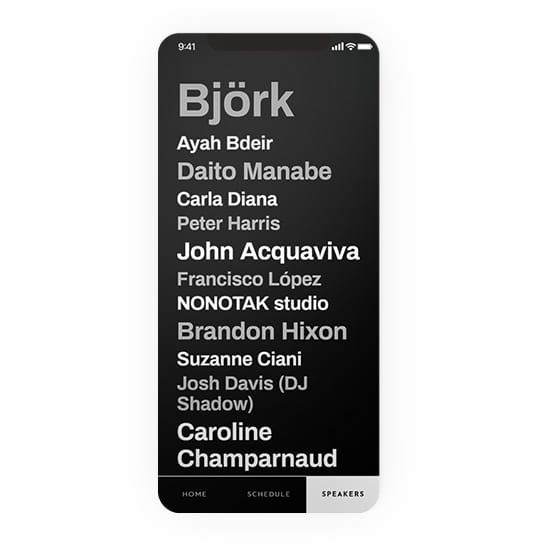 9:41
Björk
Ayah Bdeir
Daito Manabe
Carla Diana
Peter Harris
John Acquaviva
Francisco López
NONOTAK studio
Brandon Hixon
Suzanne Ciani
Josh Davis (DJ
Shadow)
Caroline
Champarnaud
HOME SCHEDULE SPEAKERS